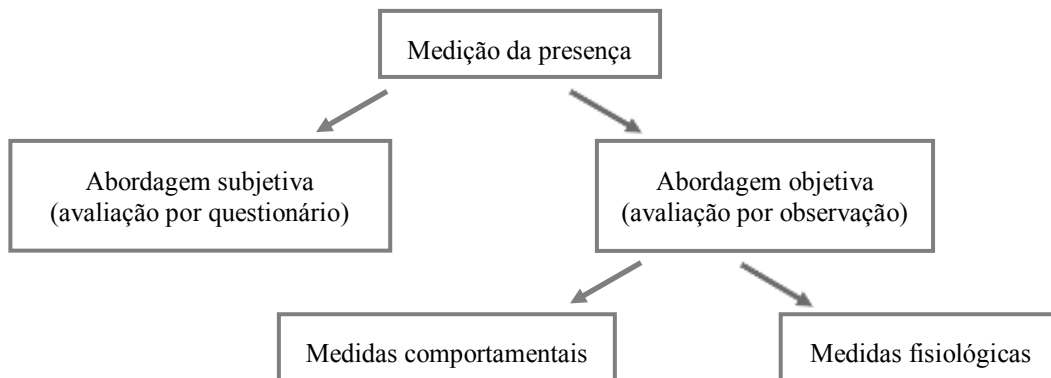 Medição da presença
Abordagem subjetiva
(avaliação por questionário)
Abordagem objetiva
(avaliação por observação)
Medidas comportamentais
Medidas fisiológicas